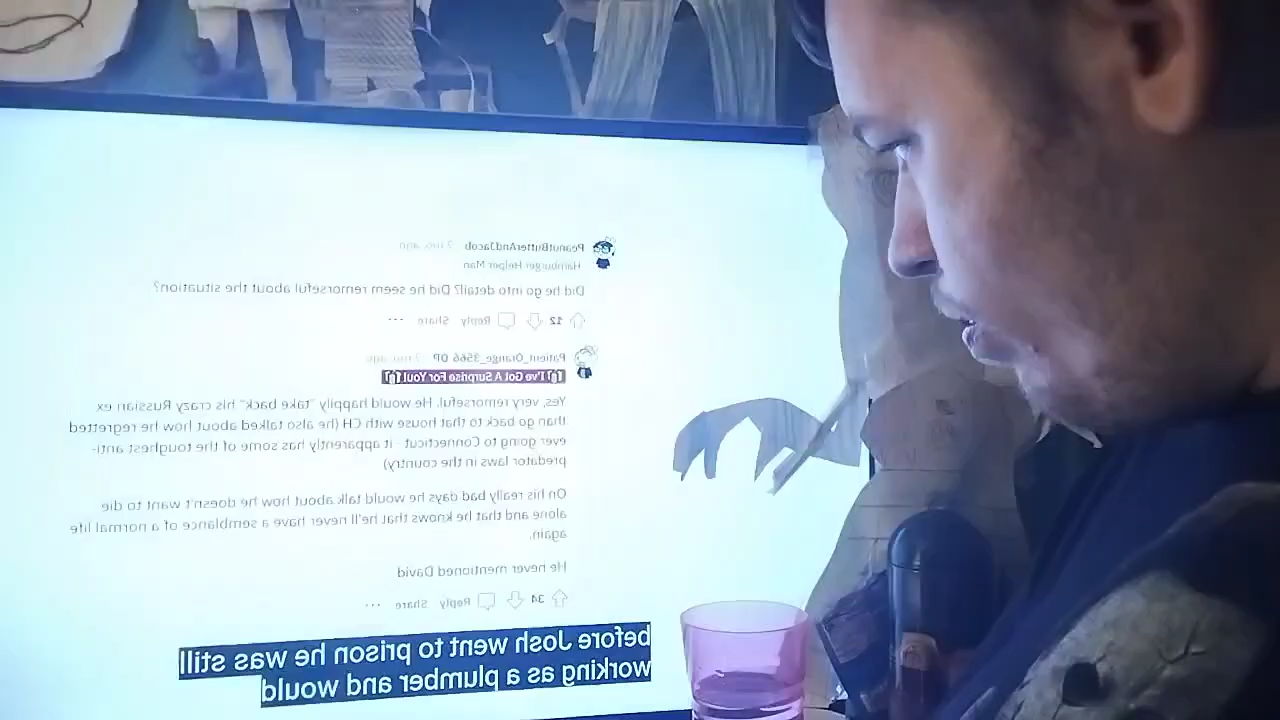 PeanutButterAndJacob 2 mo. ago
Hamburger Helper Man
Did he go into detail? Did he seem remorseful about the situation?
12 Reply Share ...
Patient_Orange_3566 OP 2 mo. ago
I've Got A Surprise For You!
Yes, very remorseful. He would happily "take back" his crazy Russian ex
than go back to that house with CH (he also talked about how he regretted
ever going to Connecticut - it apparently has some of the toughest anti-
predator laws in the country)
On his really bad days he would talk about how he doesn't want to die
alone and that he knows that he'll never have a semblance of a normal life
again.
He never mentioned David
34 Reply Share ...
before Josh went to prison he was still
working as a plumber and would